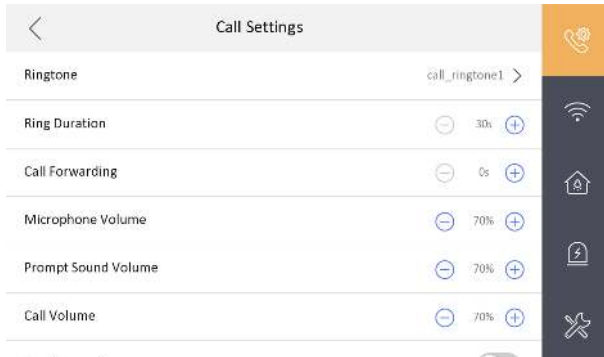 Call Settings
Ringtone call_ringtone1
Ring Duration 30s
Call Forwarding 0s
Microphone Volume 70%
Prompt Sound Volume 70%
Call Volume 70%